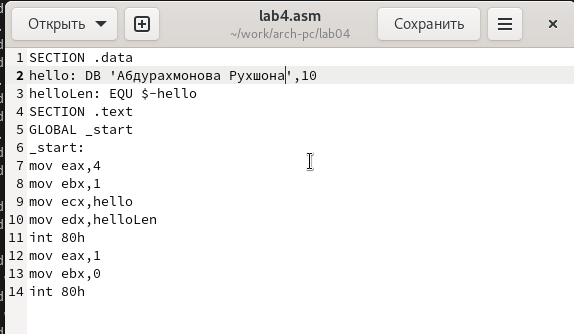 Открыть
lab4.asm
~/work/arch-pc/lab04
Сохранить
1 SECTION .data
2 hello: DB 'Абдурахмонова Рухшона',10
3 helloLen: EQU $-hello
4 SECTION .text
5 GLOBAL _start
6 _start:
7 mov eax,4
8 mov ebx,1
9 mov ecx,hello
10 mov edx,helloLen
11 int 80h
12 mov eax,1
13 mov ebx,0
14 int 80h